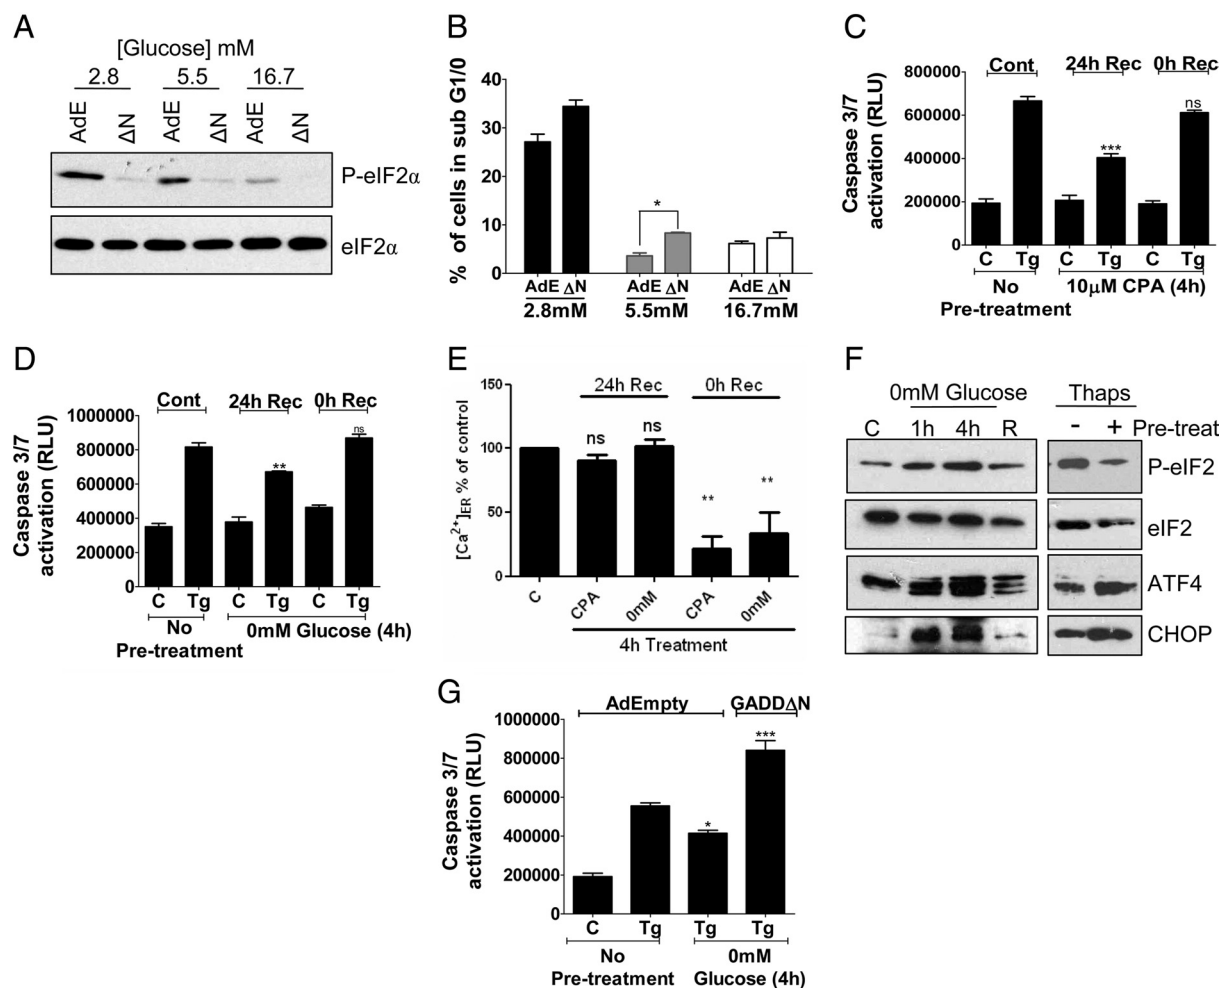 A
[Glucose] mM
2.8 5.5 16.7
AdE ΔN AdE ΔN AdE ΔN
P-eIF2α
eIF2α
B
% of cells in sub G1/0
40
30
20
10
0
*
AdE ΔN AdE ΔN AdE ΔN
2.8mM 5.5mM 16.7mM
C
Caspase 3/7
activation (RLU)
Cont 24h Rec 0h Rec
800000
600000
400000
200000
0
*** ns
C Tg C Tg C Tg
No 10μM CPA (4h)
Pre-treatment
D
Caspase 3/7
activation (RLU)
Cont 24h Rec 0h Rec
1000000
800000
600000
400000
200000
0
** ns
C Tg C Tg C Tg
No 0mM Glucose (4h)
Pre-treatment
E
[Ca2+]ER % of control
24h Rec 0h Rec
150
100
50
0
ns ns ** **
C CPA 0mM CPA 0mM
4h Treatment
F
0mM Glucose Thaps
C 1h 4h R - + Pre-treat
P-eIF2
eIF2
ATF4
CHOP
G
Caspase 3/7
activation (RLU)
AdEmpty GADDΔN
1000000
800000
600000
400000
200000
0
* ***
C Tg Tg Tg
No 0mM
Pre-treatment Glucose (4h)